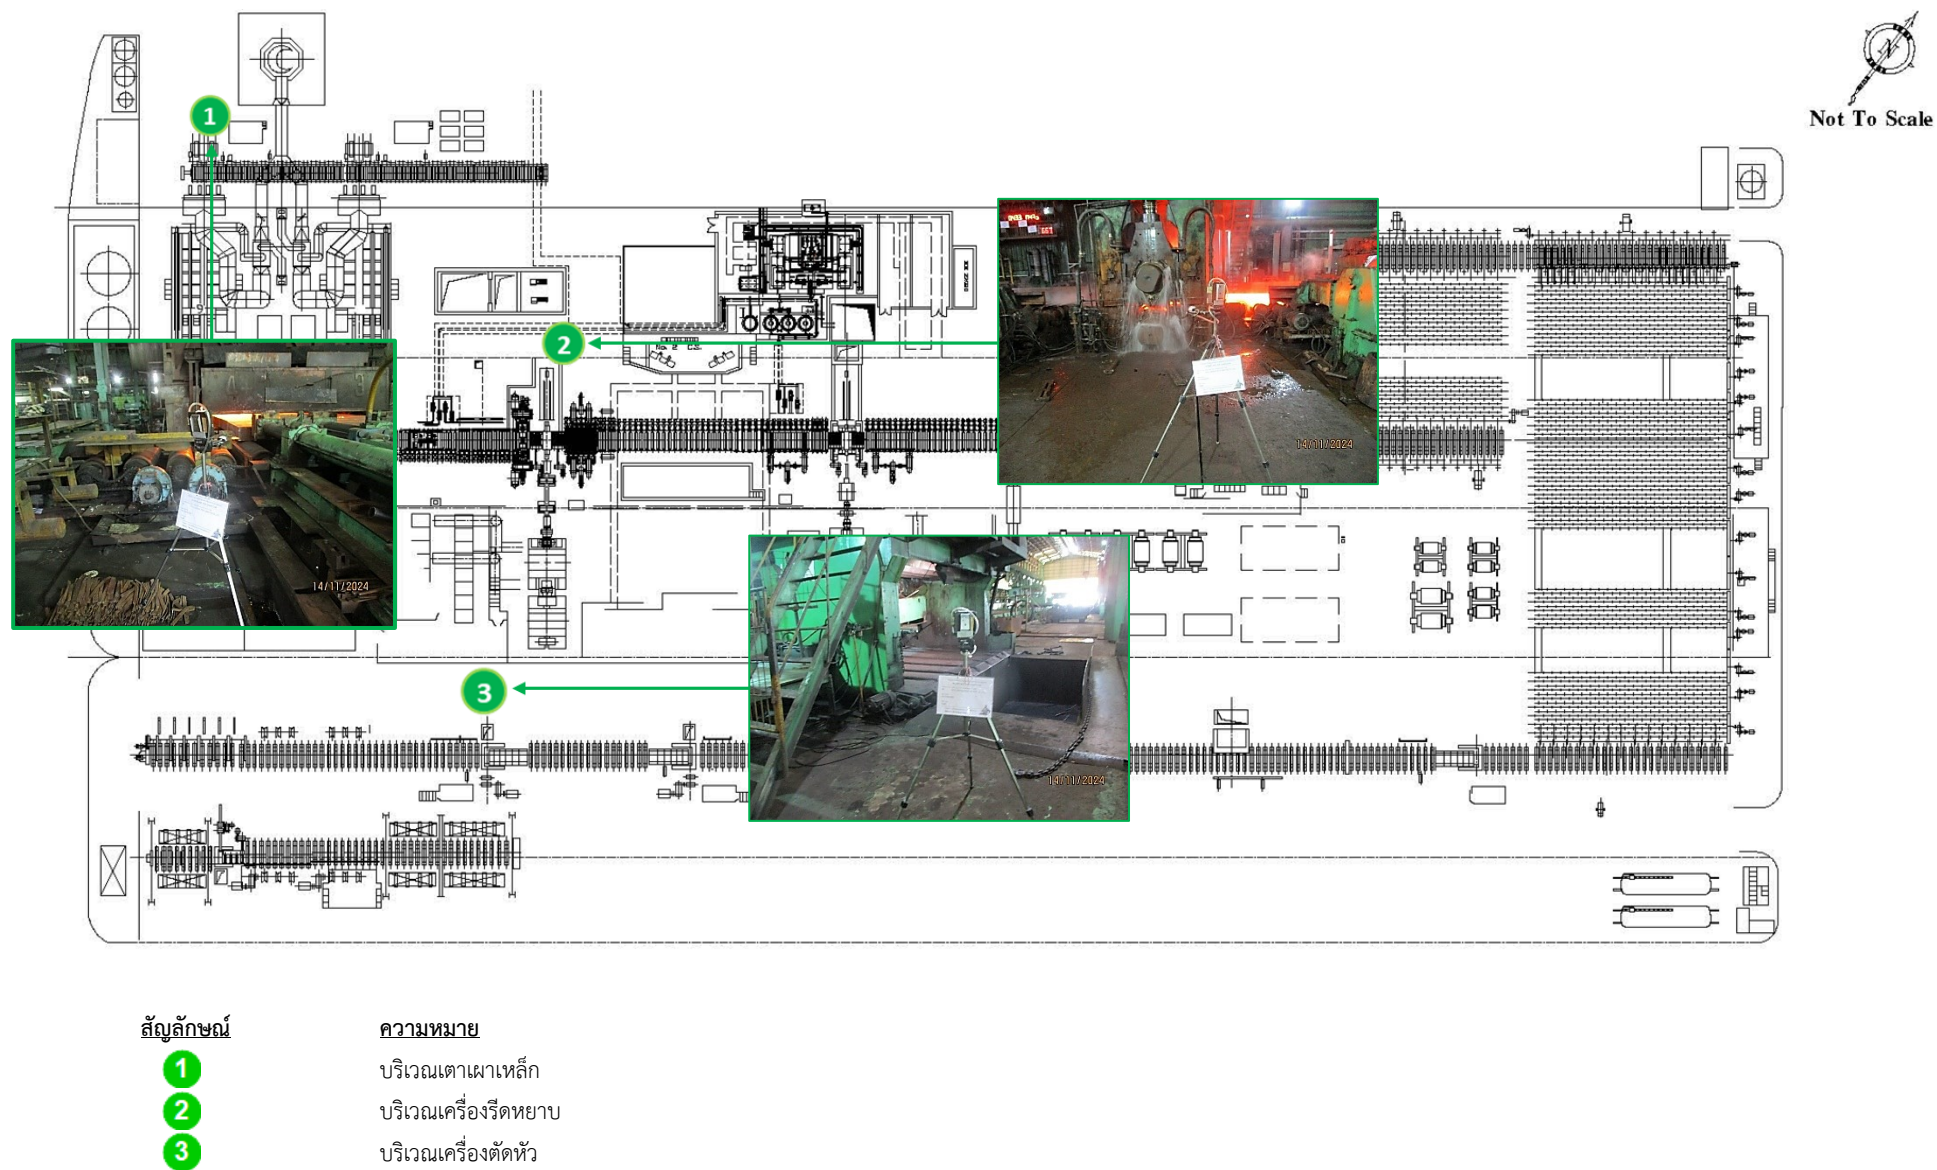 1
Not To Scale
2
14/11/2024
14/11/2024
3
14/11/2024
สัญลักษณ์ ความหมาย
1 บริเวณเตาเผาเหล็ก
2 บริเวณเครื่องรีดหยาบ
3 บริเวณเครื่องตัดหัว